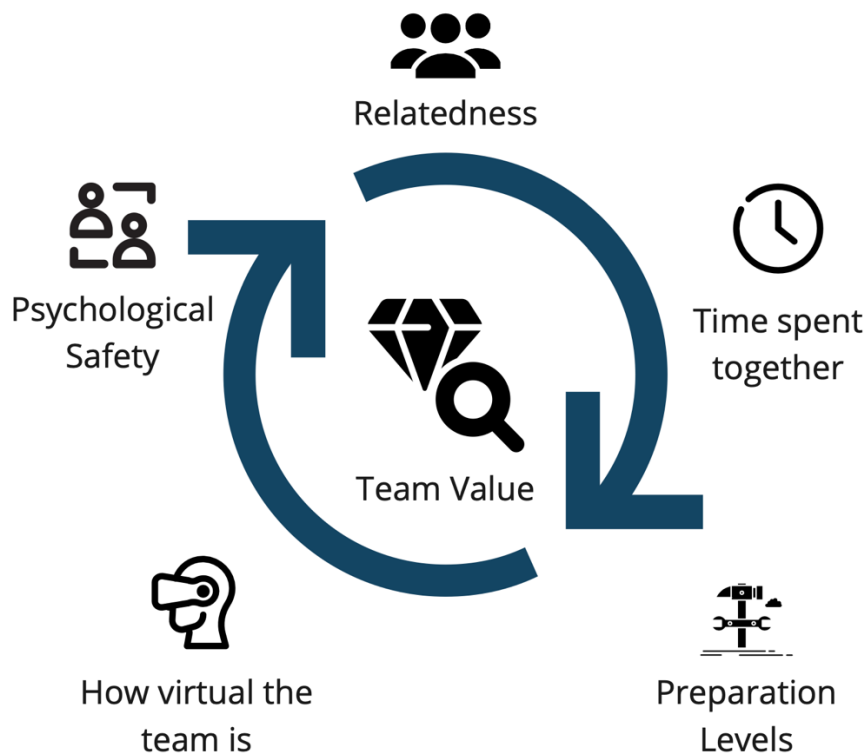 Relatedness
Psychological
Safety
Time spent
together
Team Value
How virtual the
team is
Preparation
Levels